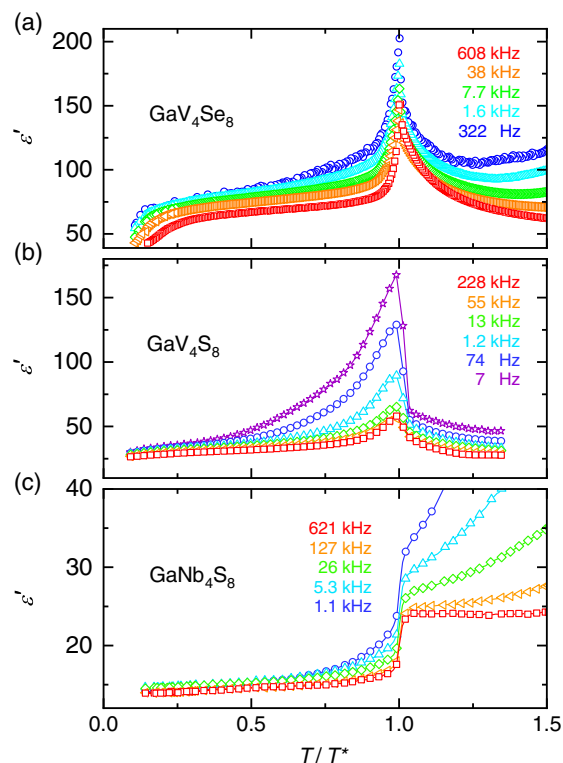 (a)
200
150
100
50
ε'
GaV₄Se₈
608 kHz
38 kHz
7.7 kHz
1.6 kHz
322 Hz
(b)
150
100
50
ε'
GaV₄S₈
228 kHz
55 kHz
13 kHz
1.2 kHz
74 Hz
7 Hz
(c)
40
30
20
ε'
GaNb₄S₈
621 kHz
127 kHz
26 kHz
5.3 kHz
1.1 kHz
0.0 0.5 1.0 1.5
T / T*